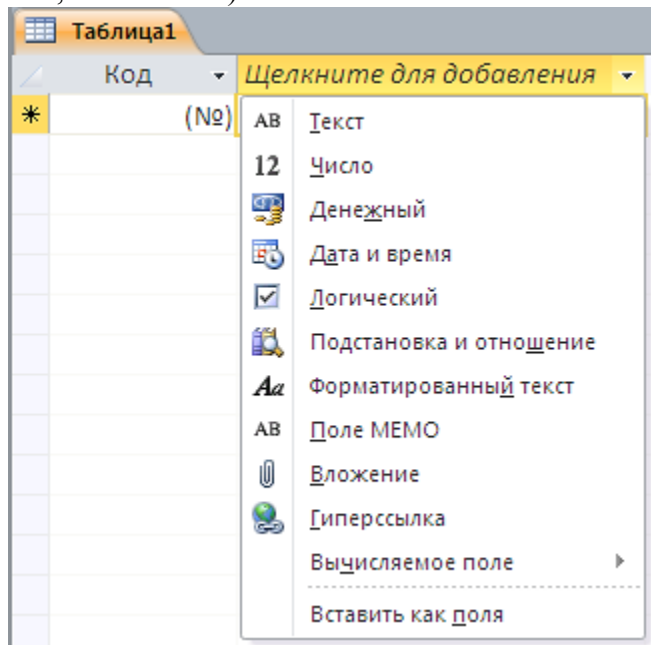 Таблица1
Код Щелкните для добавления
(№)
AB Текст
12 Число
Денежный
Дата и время
Логический
Подстановка и отношение
Aa Форматированный текст
AB Поле МЕМО
Вложение
Гиперссылка
Вычисляемое поле
Вставить как поля